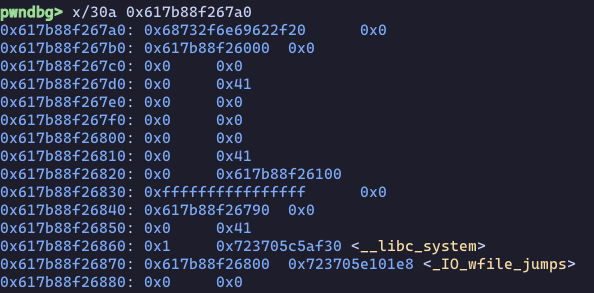 pwndbg> x/30a 0x617b88f267a0
0x617b88f267a0: 0x68732f6e69622f20 0x0
0x617b88f267b0: 0x617b88f26000 0x0
0x617b88f267c0: 0x0 0x0
0x617b88f267d0: 0x0 0x41
0x617b88f267e0: 0x0 0x0
0x617b88f267f0: 0x0 0x0
0x617b88f26800: 0x0 0x0
0x617b88f26810: 0x0 0x41
0x617b88f26820: 0x0 0x617b88f26100
0x617b88f26830: 0xffffffffffffffff 0x0
0x617b88f26840: 0x617b88f26790 0x0
0x617b88f26850: 0x0 0x41
0x617b88f26860: 0x1 0x723705c5af30 <__libc_system>
0x617b88f26870: 0x617b88f26800 0x723705e101e8 <_IO_wfile_jumps>
0x617b88f26880: 0x0 0x0